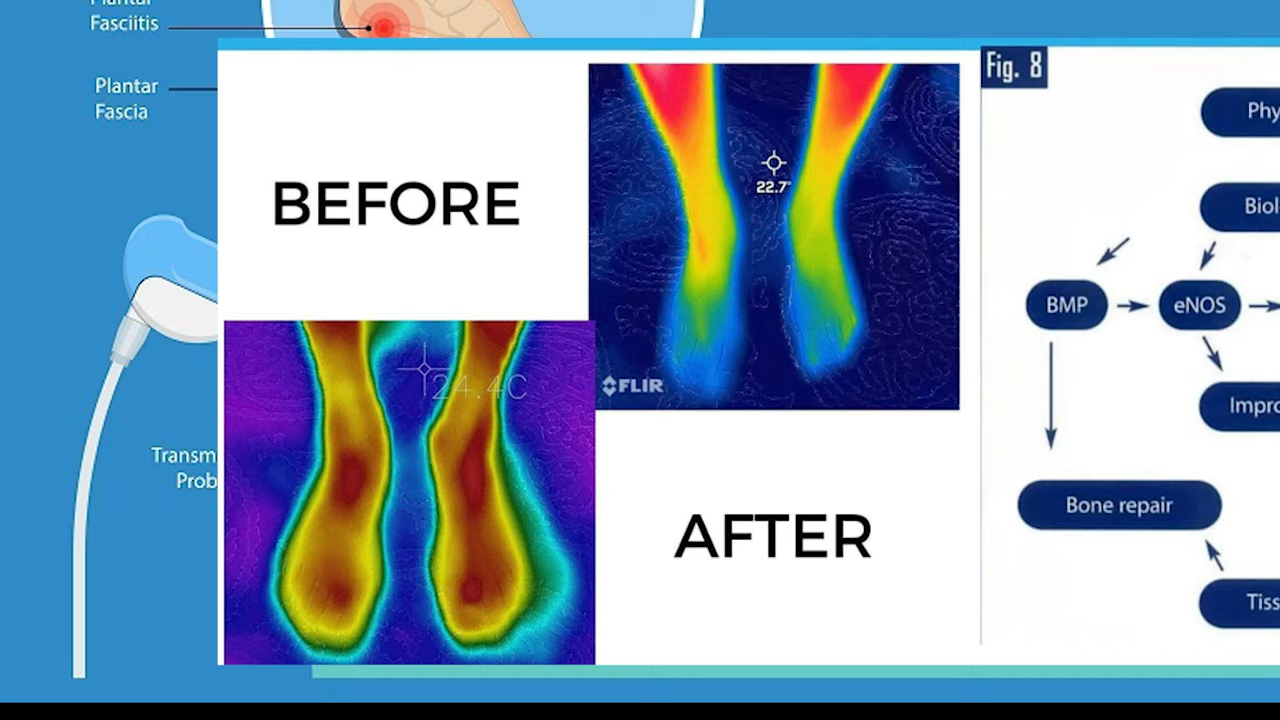 Plantar
Fasciitis
Plantar
Fascia
Transm
Prob
BEFORE
22.7°
FLIR
24.4C
AFTER
Fig. 8
Phy
Biol
BMP
eNOS
Impro
Bone repair
Tiss